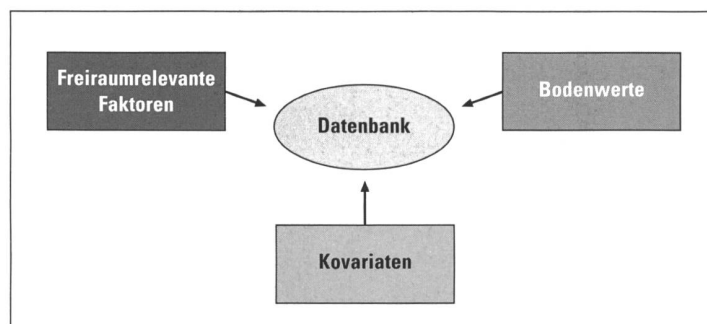 Freiraumrelevante
Faktoren
Bodenwerte
Datenbank
Kovariaten